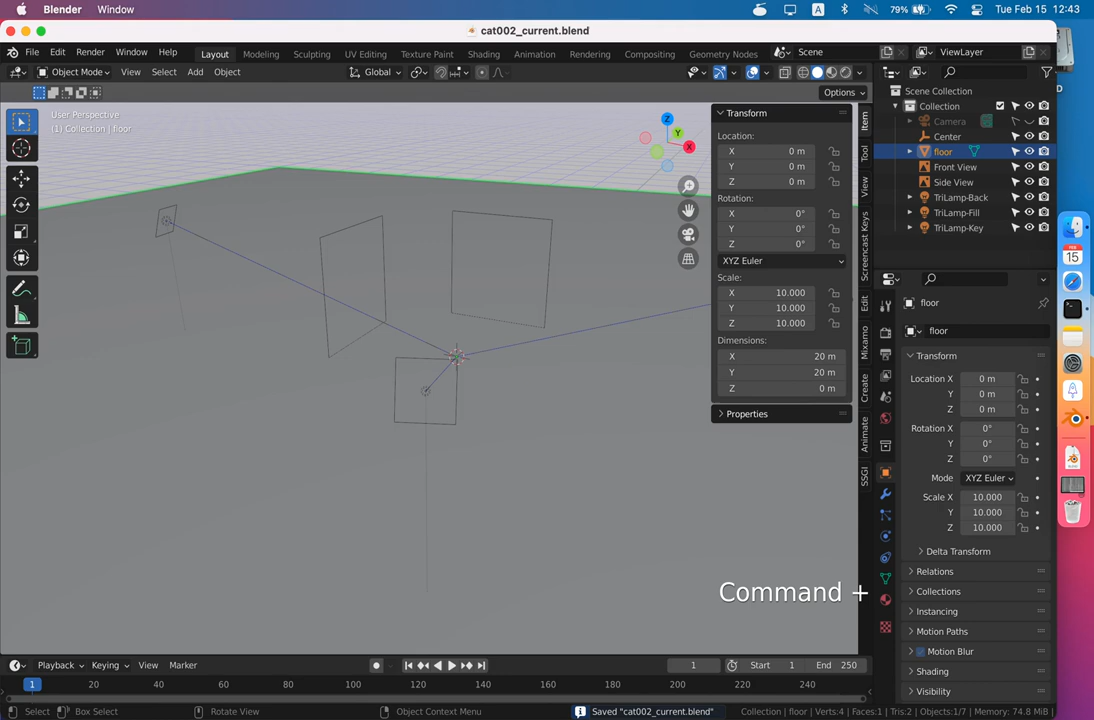 Blender Window
A 79% Tue Feb 15 12:43
cat002_current.blend
File Edit Render Window Help
Layout Modeling Sculpting UV Editing Texture Paint Shading Animation Rendering Compositing Geometry Nodes
Scene ViewLayer
Object Mode View Select Add Object Global
Options
User Perspective
(1) Collection | floor
Z
Y
X
Transform
Location:
X 0 m
Y 0 m
Z 0 m
Rotation:
X 0°
Y 0°
Z 0°
XYZ Euler
Scale:
X 10.000
Y 10.000
Z 10.000
Dimensions:
X 20 m
Y 20 m
Z 0 m
Properties
Item
Tool
View
Screencast Keys
Edit
Mixamo
Create
Animate
SSGI
Scene Collection
Collection
Camera
Center
floor
Front View
Side View
TriLamp-Back
TriLamp-Fill
TriLamp-Key
floor
floor
Transform
Location X 0 m
Y 0 m
Z 0 m
Rotation X 0°
Y 0°
Z 0°
Mode XYZ Euler
Scale X 10.000
Y 10.000
Z 10.000
Delta Transform
Relations
Collections
Instancing
Motion Paths
Motion Blur
Shading
Visibility
FEB
15
Command +
Playback Keying View Marker
1 Start 1 End 250
1 20 40 60 80 100 120 140 160 180 200 220 240
Select Box Select Rotate View Object Context Menu Saved "cat002_current.blend" Collection | floor | Verts:4 | Faces:1 | Tris:2 | Objects:1/7 | Memory: 74.8 MiB |